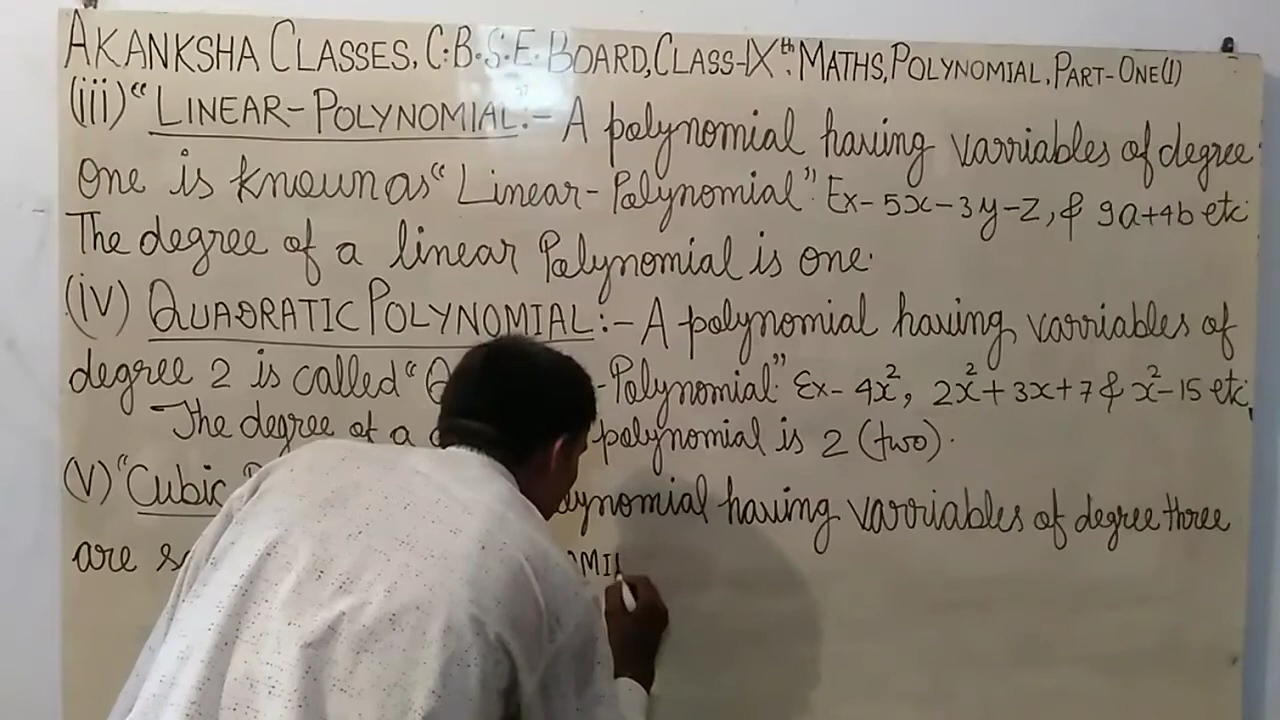 AKANKSHA CLASSES, C.B.S.E. BOARD, CLASS-IXth. MATHS, POLYNOMIAL, PART-ONE(1)
(iii) “LINEAR-POLYNOMIAL:- A polynomial having varriables of degree
one is known as “Linear-Polynomial” Ex- 5x-3y-z, & 9a+4b etc
The degree of a linear Polynomial is one.
(iv) QUADRATIC POLYNOMIAL:- A polynomial having varriables of
degree 2 is called “ -Polynomial” Ex- 4x², 2x²+3x+7 & x²-15 etc,
The degree of a polynomial is 2 (two).
(V) “Cubic having varriables of degree three
are